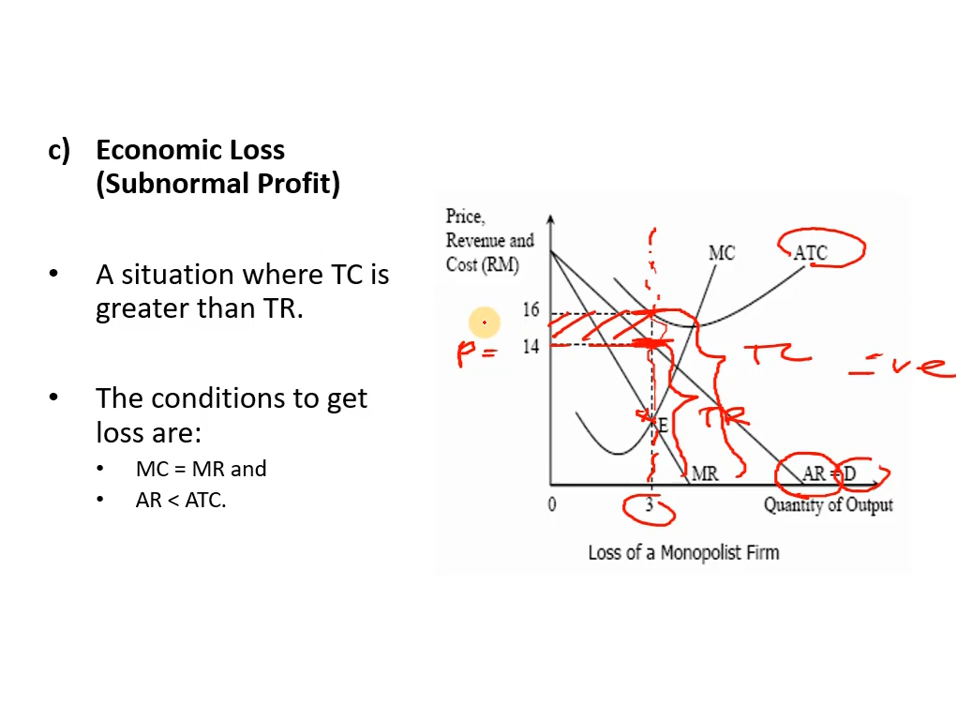 c) Economic Loss
(Subnormal Profit)
• A situation where TC is
greater than TR.
• The conditions to get
loss are:
• MC = MR and
• AR < ATC.
Price,
Revenue and
Cost (RM)
MC
ATC
16
P = 14
TC
-ve
TR
E
MR
AR = D
0
3
Quantity of Output
Loss of a Monopolist Firm